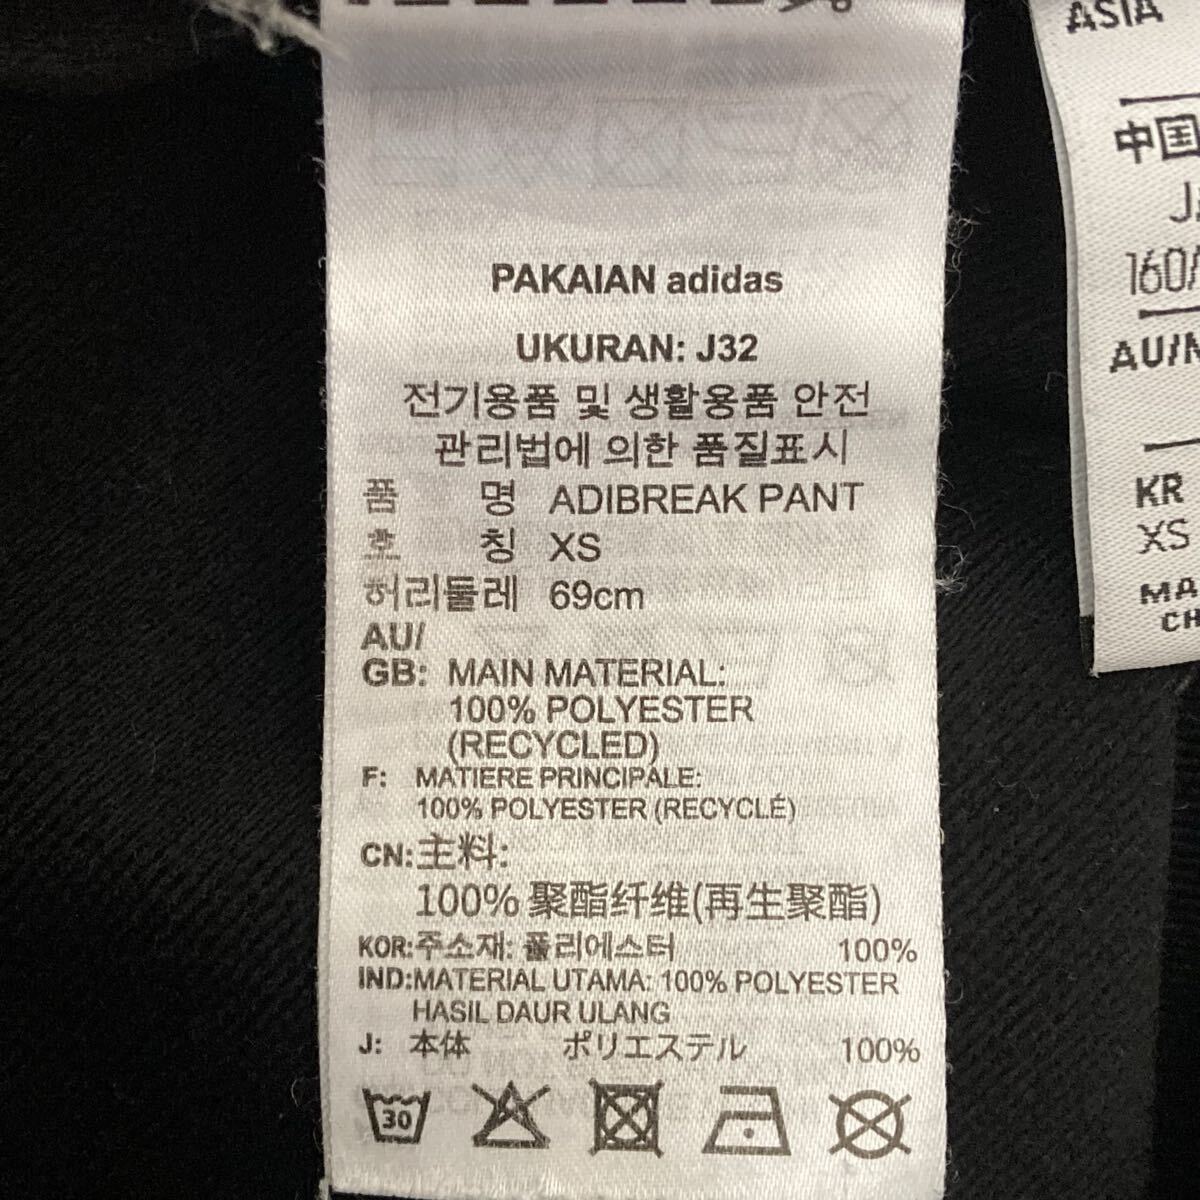 PAKAIAN adidas
UKURAN: J32
전기용품 및 생활용품 안전
관리법에 의한 품질표시
품 명 ADIBREAK PANT
호 칭 XS
허리둘레 69cm
AU/
GB: MAIN MATERIAL:
100% POLYESTER
(RECYCLED)
F: MATIERE PRINCIPALE:
100% POLYESTER (RECYCLÉ)
CN:主料:
100% 聚酯纤维(再生聚酯)
KOR:주소재: 폴리에스터 100%
IND:MATERIAL UTAMA: 100% POLYESTER
HASIL DAUR ULANG
J: 本体 ポリエステル 100%
30
ASIA
中国
160/
AU/N
KR
XS
MA
CH